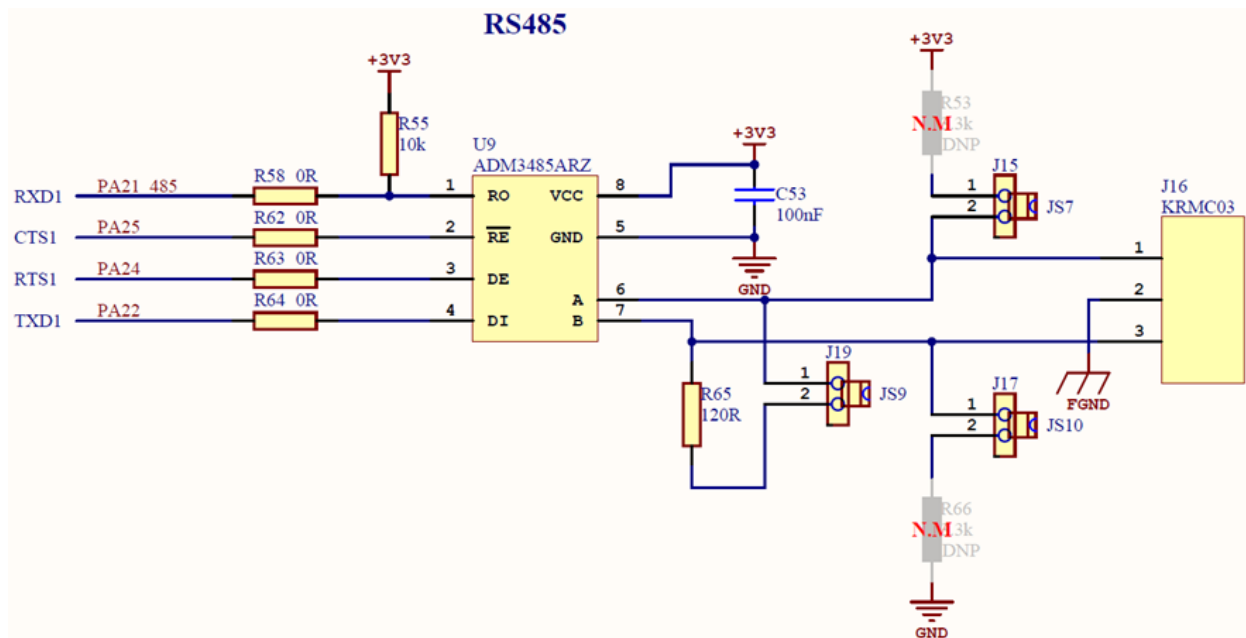 RS485
+3V3
R55
10k
U9
ADM3485ARZ
+3V3
C53
100nF
GND
RXD1 PA21_485 R58 0R 1 RO VCC 8
CTS1 PA25 R62 0R 2 RE GND 5
RTS1 PA24 R63 0R 3 DE A 6
TXD1 PA22 R64 0R 4 DI B 7
+3V3
R53
N.M
DNP
J15
1
2
JS7
J16
KRMC03
1
2
3
FGND
J19
1
2
JS9
R65
120R
J17
1
2
JS10
R66
N.M
DNP
GND